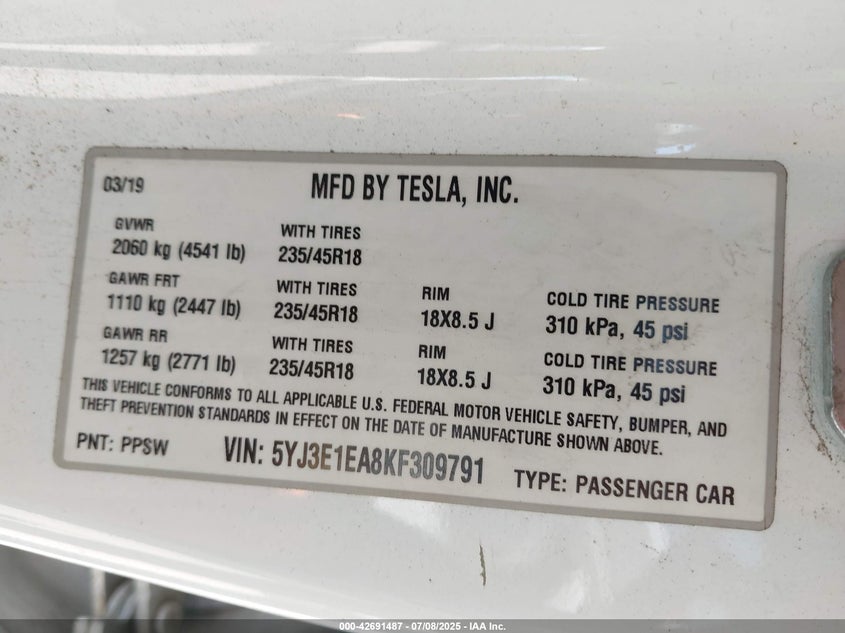 03/19 MFD BY TESLA, INC.
GVWR WITH TIRES
2060 kg (4541 lb) 235/45R18
GAWR FRT WITH TIRES RIM COLD TIRE PRESSURE
1110 kg (2447 lb) 235/45R18 18X8.5 J 310 kPa, 45 psi
GAWR RR WITH TIRES RIM COLD TIRE PRESSURE
1257 kg (2771 lb) 235/45R18 18X8.5 J 310 kPa, 45 psi
THIS VEHICLE CONFORMS TO ALL APPLICABLE U.S. FEDERAL MOTOR VEHICLE SAFETY, BUMPER, AND
THEFT PREVENTION STANDARDS IN EFFECT ON THE DATE OF MANUFACTURE SHOWN ABOVE.
PNT: PPSW VIN: 5YJ3E1EA8KF309791 TYPE: PASSENGER CAR
000-42691487 - 07/08/2025 - IAA Inc.